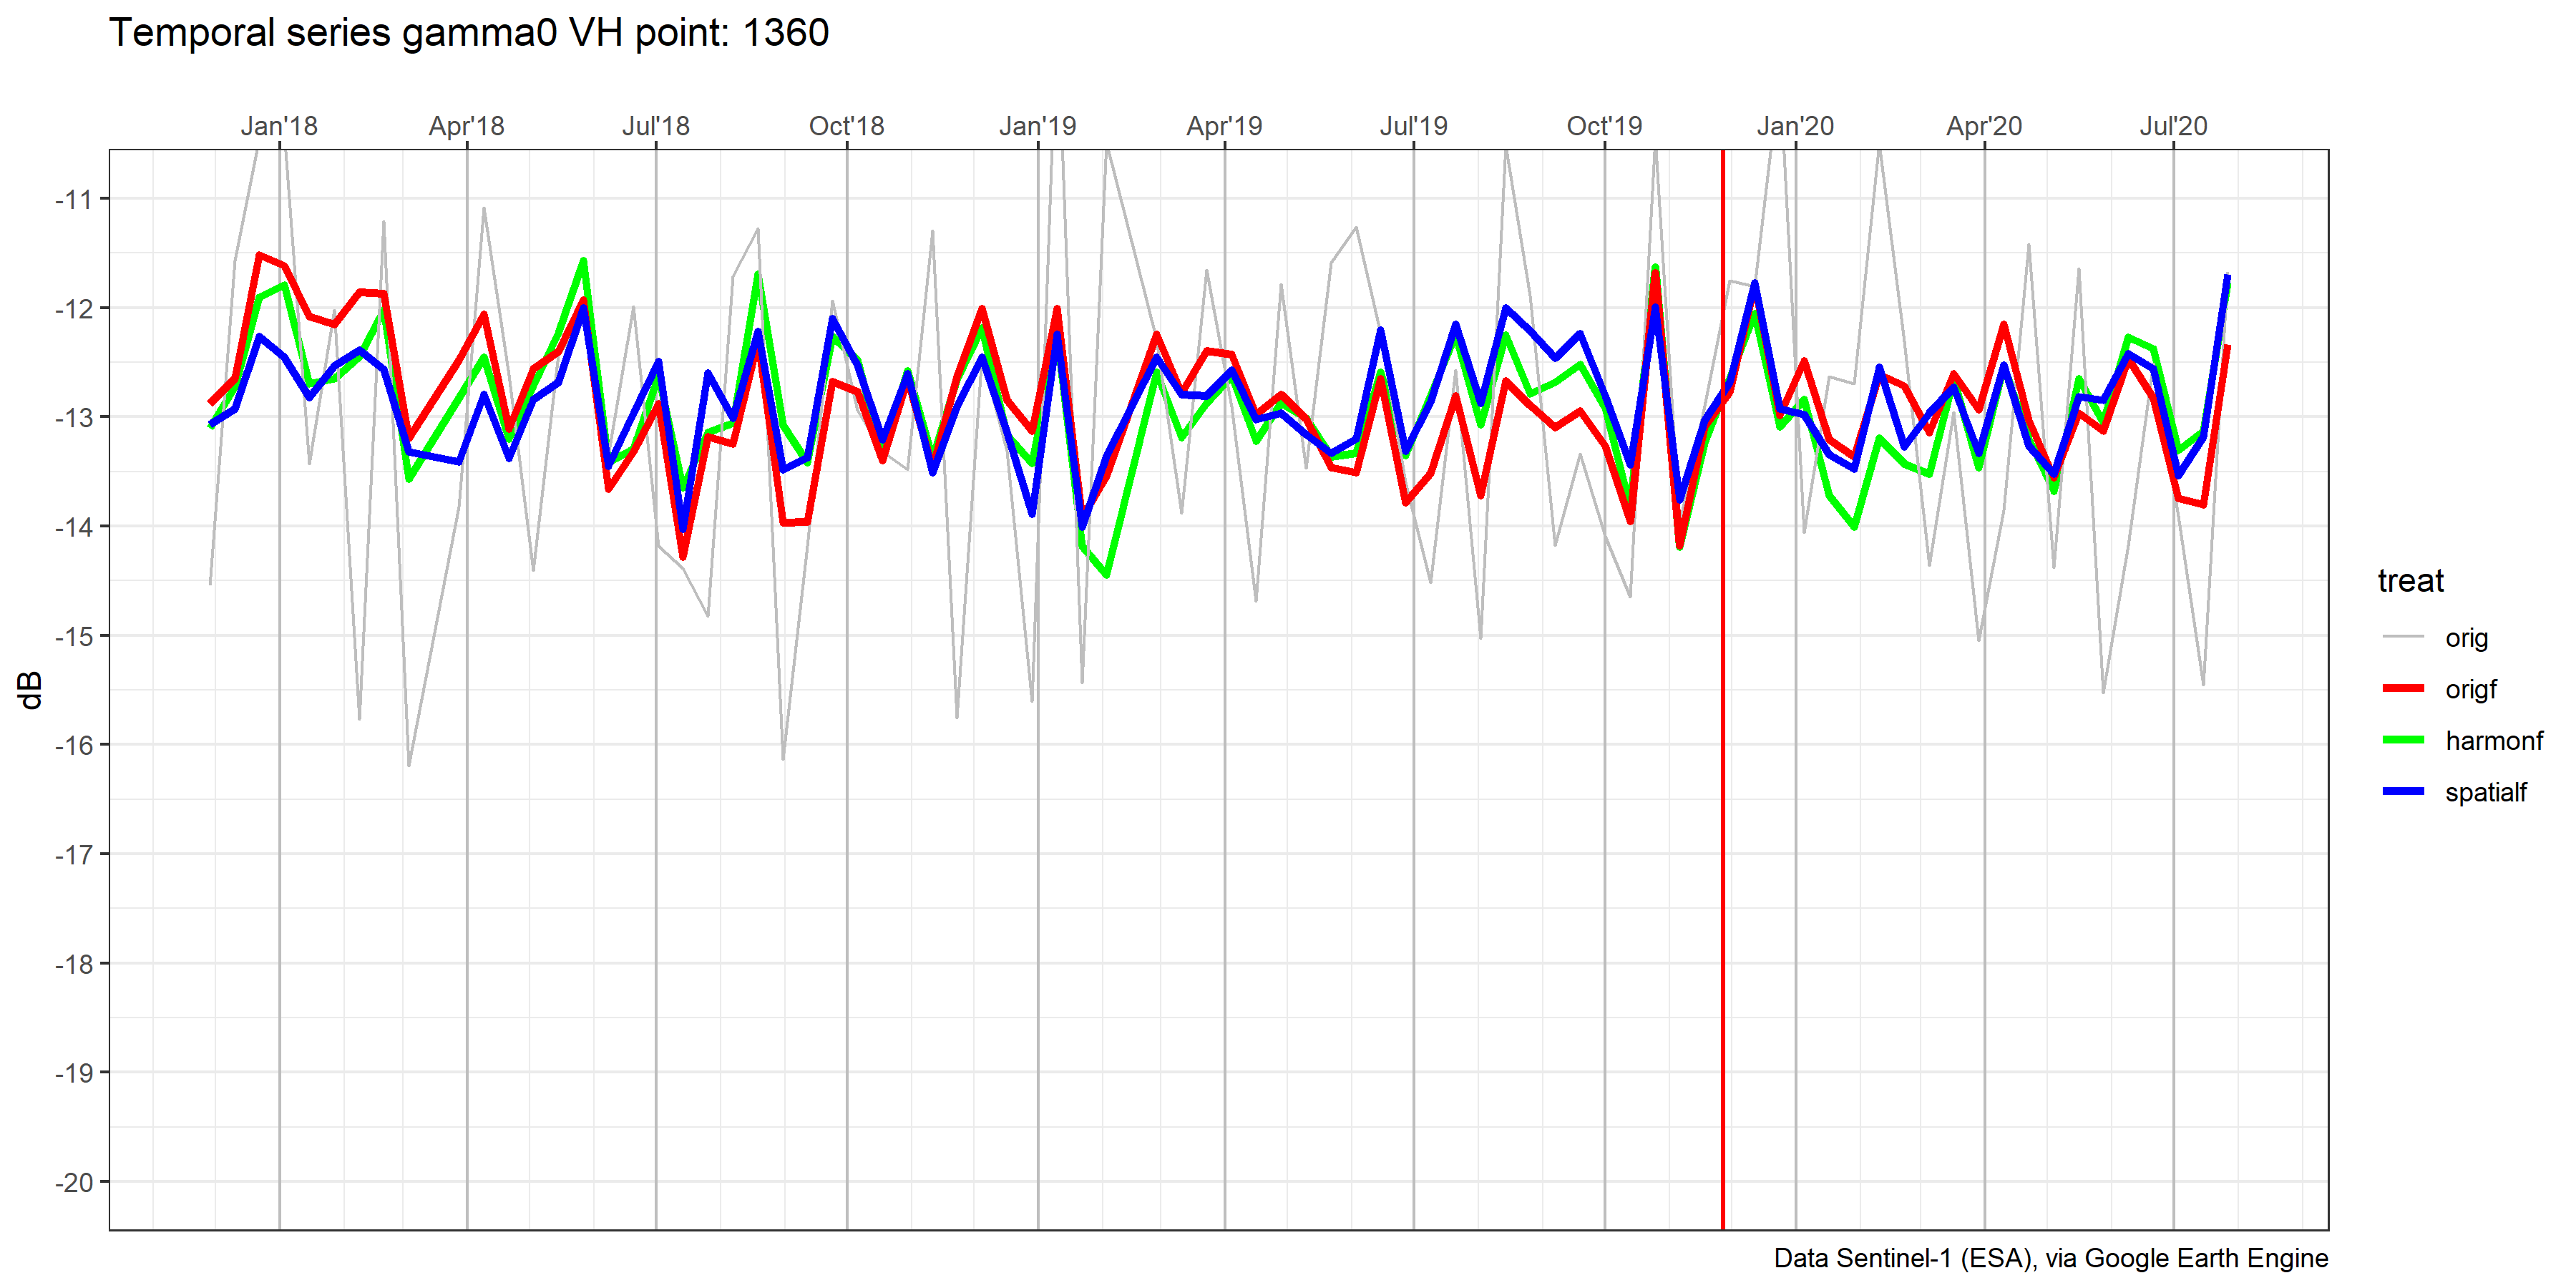 Temporal series gamma0 VH point: 1360
Jan'18 Apr'18 Jul'18 Oct'18 Jan'19 Apr'19 Jul'19 Oct'19 Jan'20 Apr'20 Jul'20
-11
-12
-13
-14
-15
-16
-17
-18
-19
-20
dB
treat
orig
origf
harmonf
spatialf
Data Sentinel-1 (ESA), via Google Earth Engine